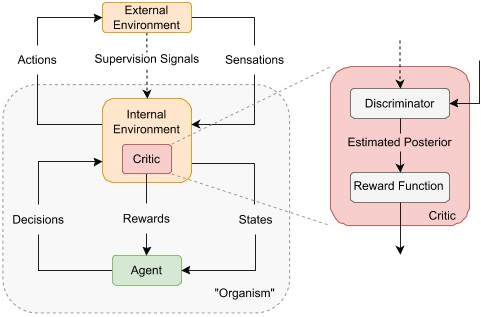 External
Environment
Actions
Supervision Signals
Sensations
Internal
Environment
Critic
Decisions
Rewards
States
Agent
"Organism"
Discriminator
Estimated Posterior
Reward Function
Critic